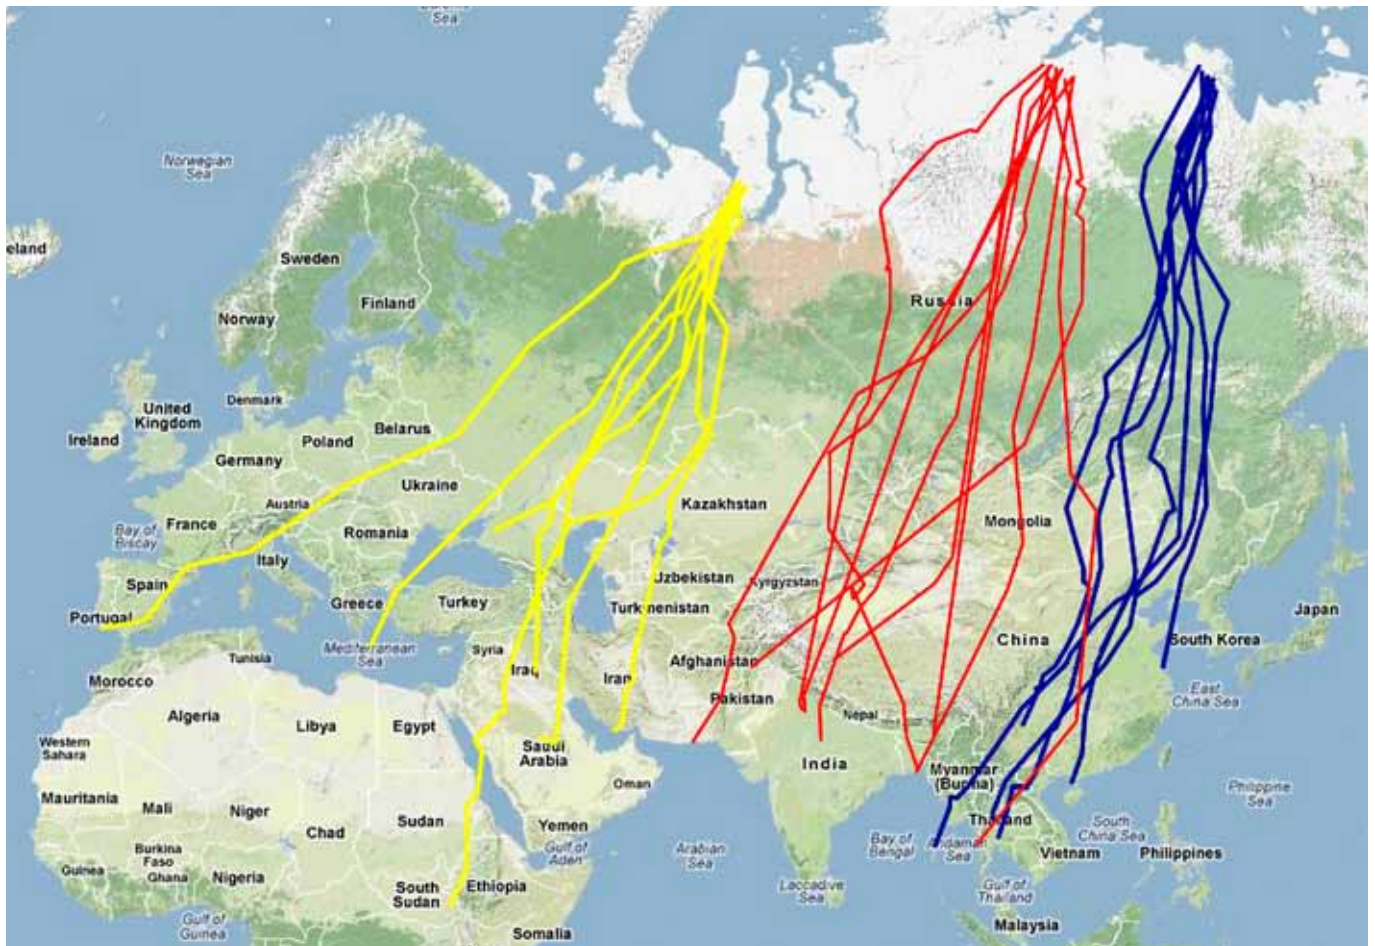 Sea
Norwegian
Sea
eland
Sweden
Finland
Norway
Russia
Denmark
United
Kingdom
Ireland
Belarus
Poland
Germany
Ukraine
Kazakhstan
Austria
France
Bay of
Biscay
Romania
Mongolia
Italy
Spain
Uzbekistan
Kyrgyzstan
Greece
Turkey
Turkmenistan
Portugal
Japan
China
South Korea
Mediterranean
Sea
Syria
Tunisia
Afghanistan
Iraq
Iran
Morocco
Pakistan
East
China Sea
Nepal
Algeria
Libya
Egypt
Western
Sahara
Saudi
Arabia
India
Myanmar
(Burma)
Oman
Philippine
Sea
Mauritania
Mali
Niger
Chad
Sudan
Yemen
Thailand
South
China Sea
Gulf of
Aden
Arabian
Sea
Bay of
Bengal
Andaman
Sea
Vietnam
Philippines
Burkina
Faso
Guinea
Ghana
Nigeria
South
Sudan
Ethiopia
Laccadive
Sea
Gulf of
Thailand
Gulf of
Guinea
Somalia
Malaysia